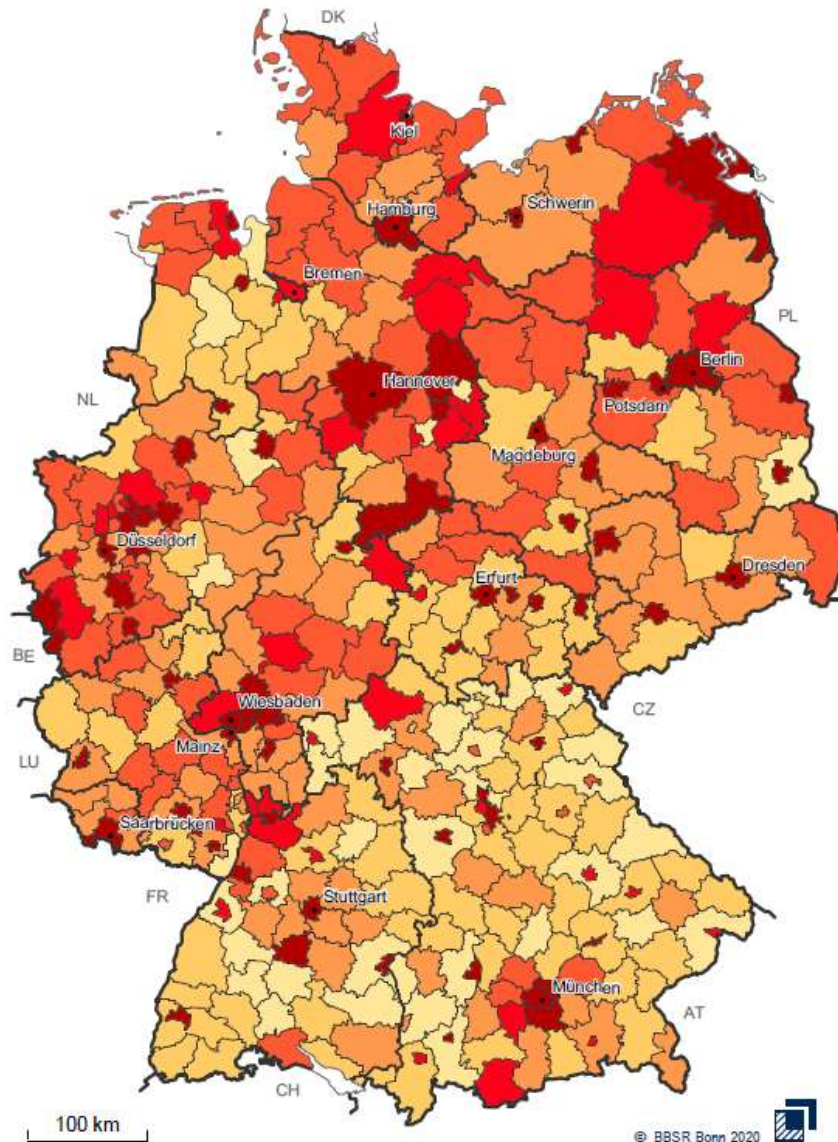 DK
Kiel
Schwerin
Hamburg
Bremen
PL
Berlin
Hannover
NL
Potsdam
Magdeburg
Düsseldorf
Dresden
Erfurt
BE
Wiesbaden
CZ
Mainz
LU
Saarbrücken
FR
Stuttgart
München
AT
CH
100 km
© BBSR Bonn 2020